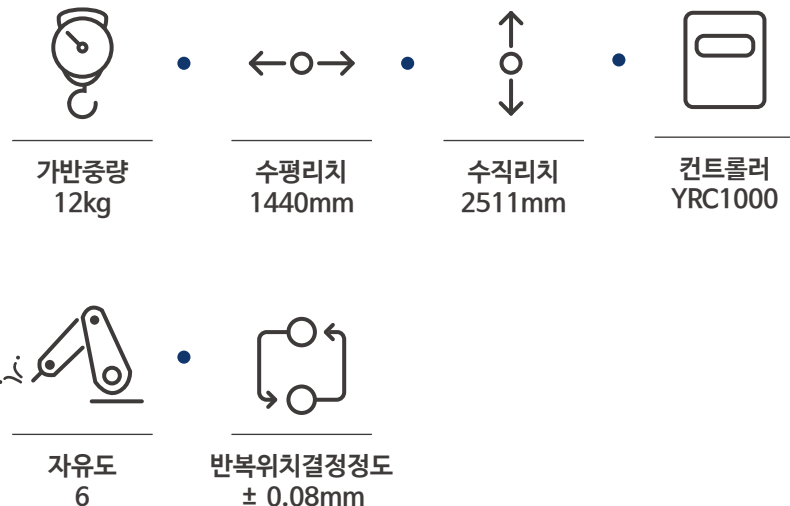 가반중량
12kg
수평리치
1440mm
수직리치
2511mm
컨트롤러
YRC1000
자유도
6
반복위치결정정도
± 0.08mm